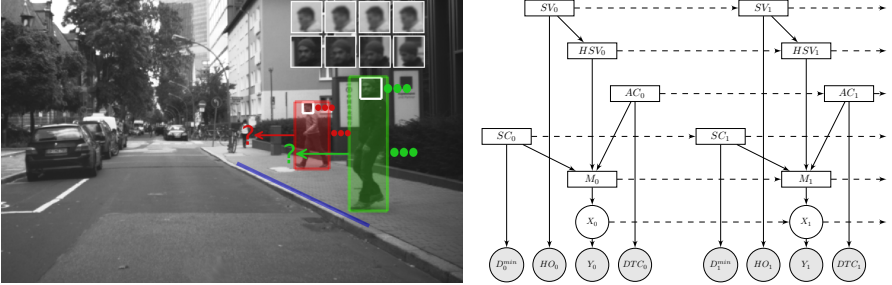 ? ?
SV₀ SV₁
HSV₀ HSV₁
AC₀ AC₁
SC₀ SC₁
M₀ M₁
X₀ X₁
D₀ᵐⁱⁿ HO₀ Y₀ DTC₀ D₁ᵐⁱⁿ HO₁ Y₁ DTC₁